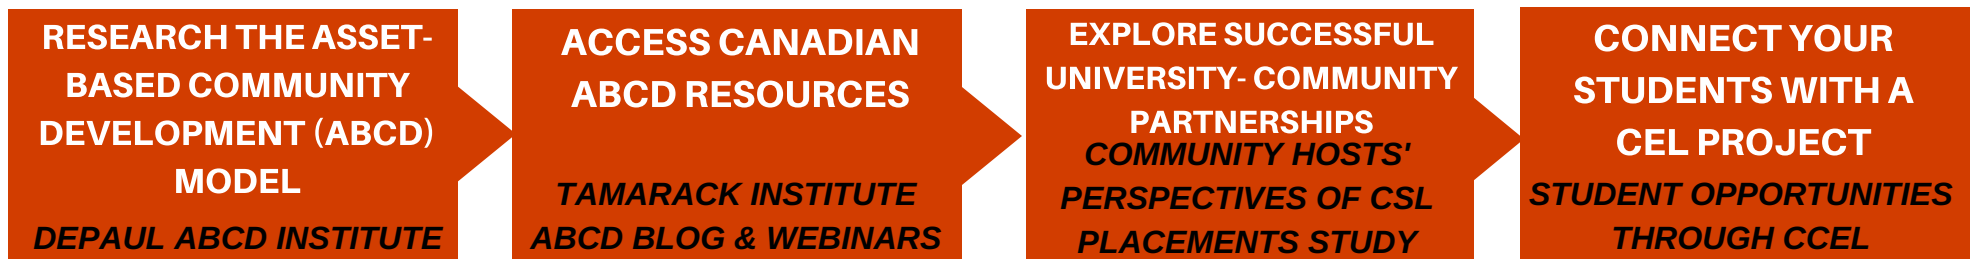 RESEARCH THE ASSET-
BASED COMMUNITY
DEVELOPMENT (ABCD)
MODEL
DEPAUL ABCD INSTITUTE
ACCESS CANADIAN
ABCD RESOURCES
TAMARACK INSTITUTE
ABCD BLOG & WEBINARS
EXPLORE SUCCESSFUL
UNIVERSITY- COMMUNITY
PARTNERSHIPS
COMMUNITY HOSTS'
PERSPECTIVES OF CSL
PLACEMENTS STUDY
CONNECT YOUR
STUDENTS WITH A
CEL PROJECT
STUDENT OPPORTUNITIES
THROUGH CCEL